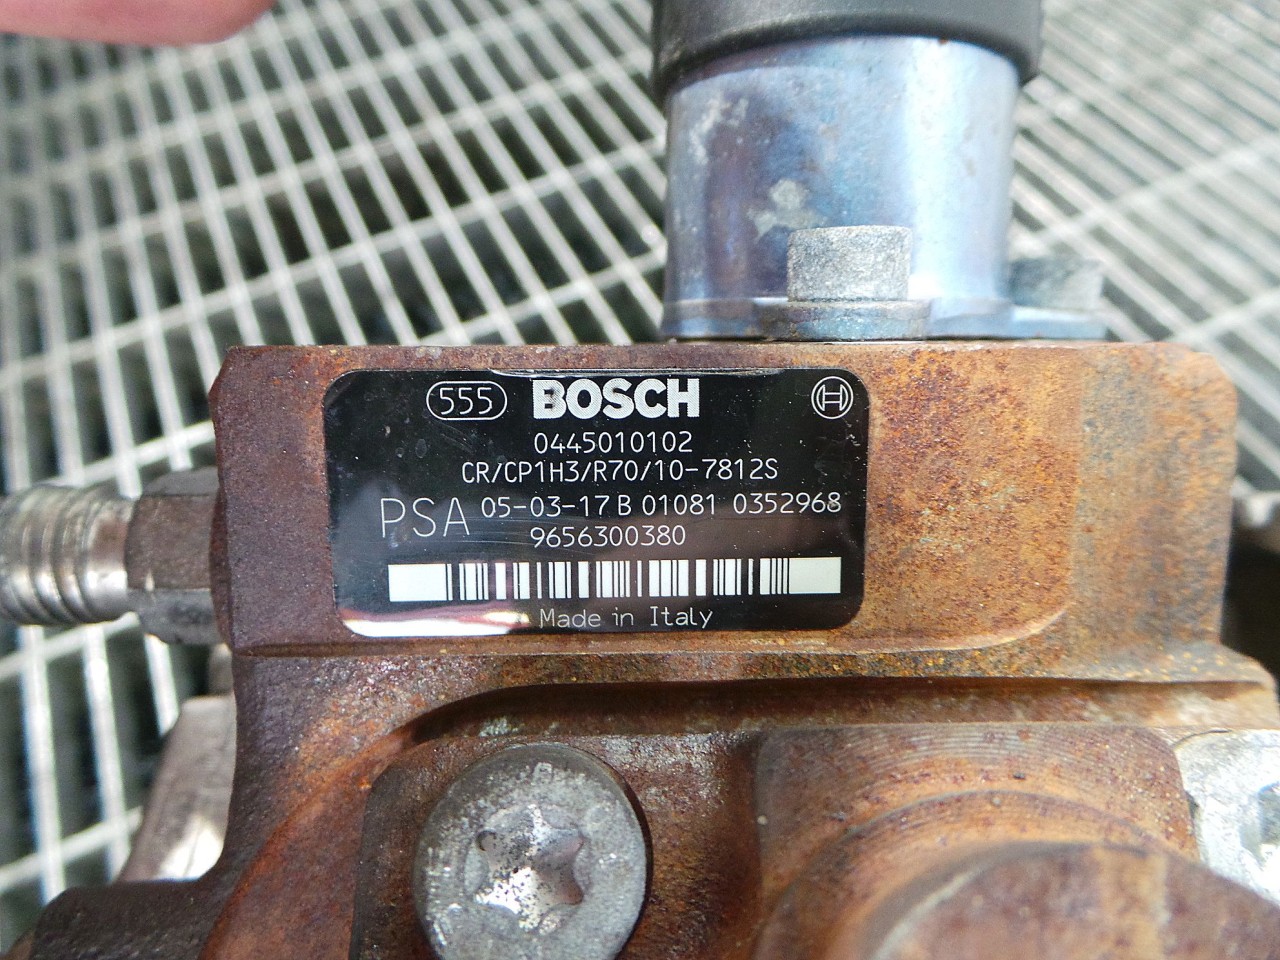 555 BOSCH
0445010102
CR/CP1H3/R70/10-7812S
PSA 05-03-17 B 01081 0352968
9656300380
Made in Italy